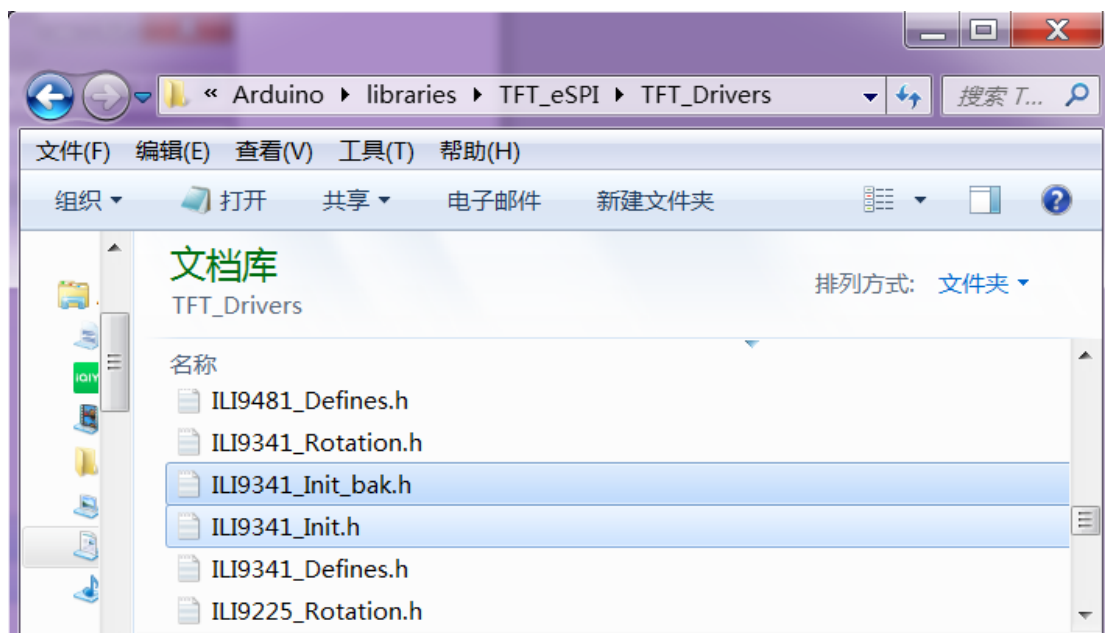 « Arduino ▸ libraries ▸ TFT_eSPI ▸ TFT_Drivers
搜索 T...
文件(F) 编辑(E) 查看(V) 工具(T) 帮助(H)
组织 打开 共享 电子邮件 新建文件夹
文档库
TFT_Drivers
排列方式: 文件夹
名称
ILI9481_Defines.h
ILI9341_Rotation.h
ILI9341_Init_bak.h
ILI9341_Init.h
ILI9341_Defines.h
ILI9225_Rotation.h